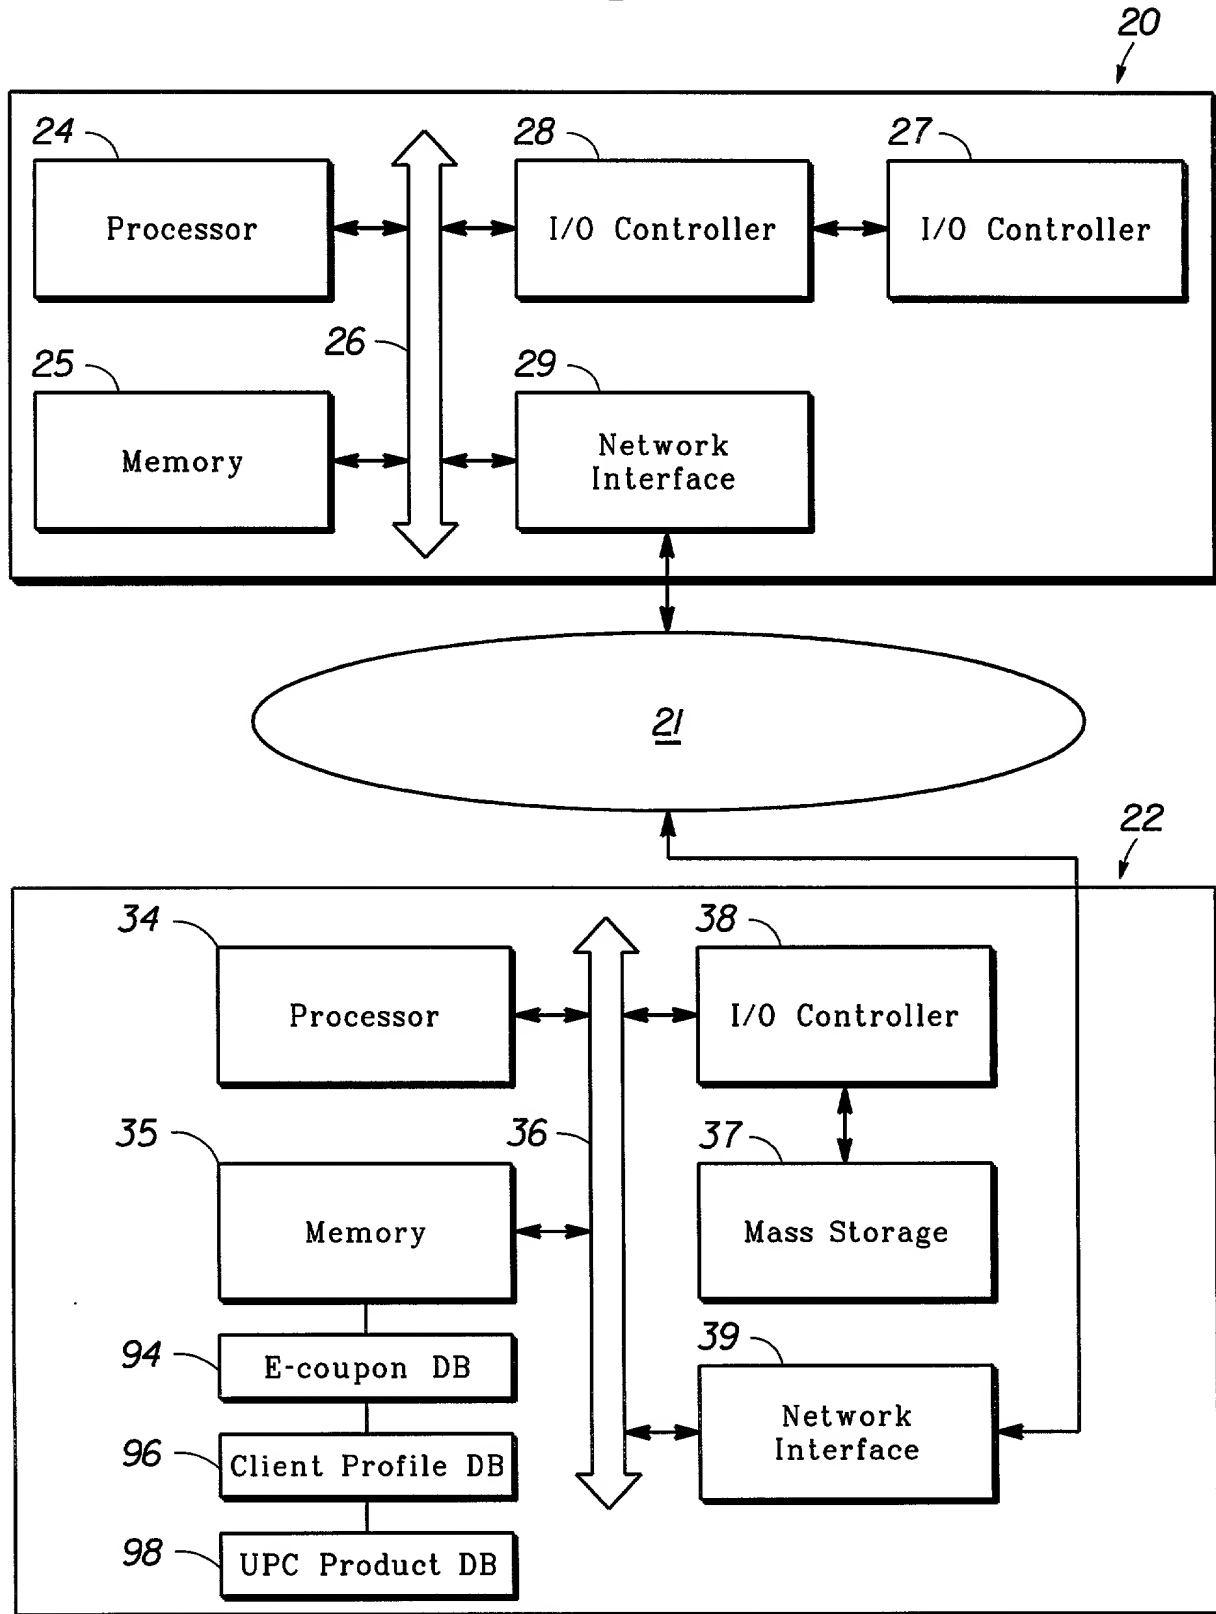 20
24
28
27
Processor
I/O Controller
I/O Controller
26
25
29
Memory
Network
Interface
21
22
34
38
Processor
I/O Controller
35
36
37
Memory
Mass Storage
94
E-coupon DB
39
Network
Interface
96
Client Profile DB
98
UPC Product DB